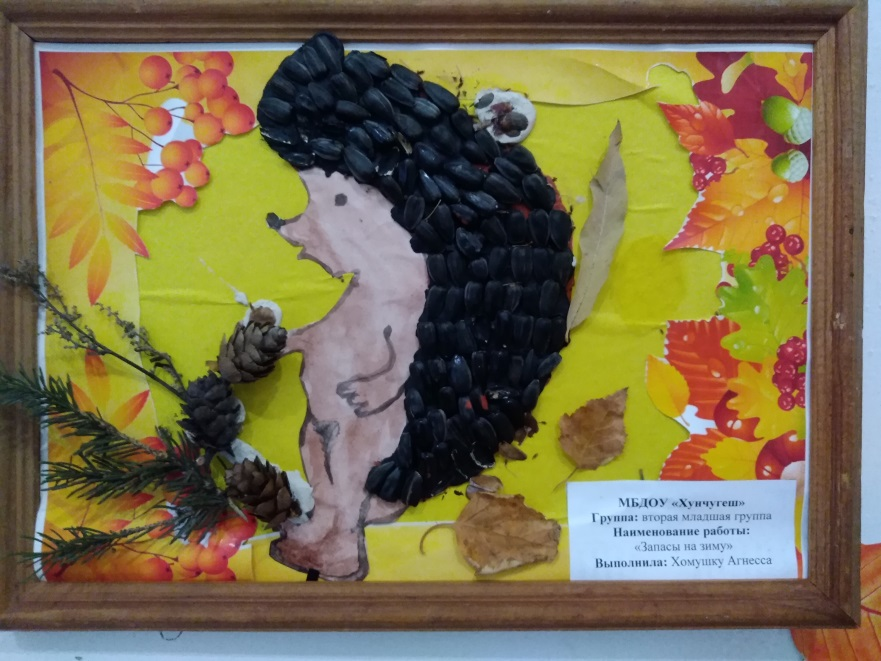 МБДОУ «Хунчугеш»
Группа: вторая младшая группа
Наименование работы:
«Запасы на зиму»
Выполнила: Хомушку Агнесса